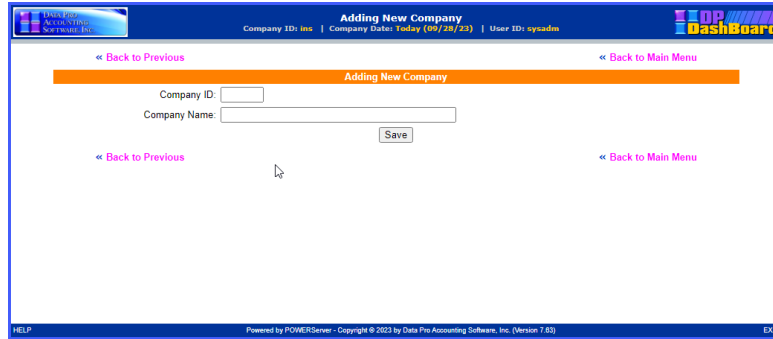 DATA PRO
ACCOUNTING
SOFTWARE, INC.
Adding New Company
Company ID: ins | Company Date: Today (09/28/23) | User ID: sysadm
DP
DashBoard
« Back to Previous
« Back to Main Menu
Adding New Company
Company ID:
Company Name:
Save
« Back to Previous
« Back to Main Menu
HELP
Powered by POWERServer - Copyright © 2023 by Data Pro Accounting Software, Inc. (Version 7.63)
EX